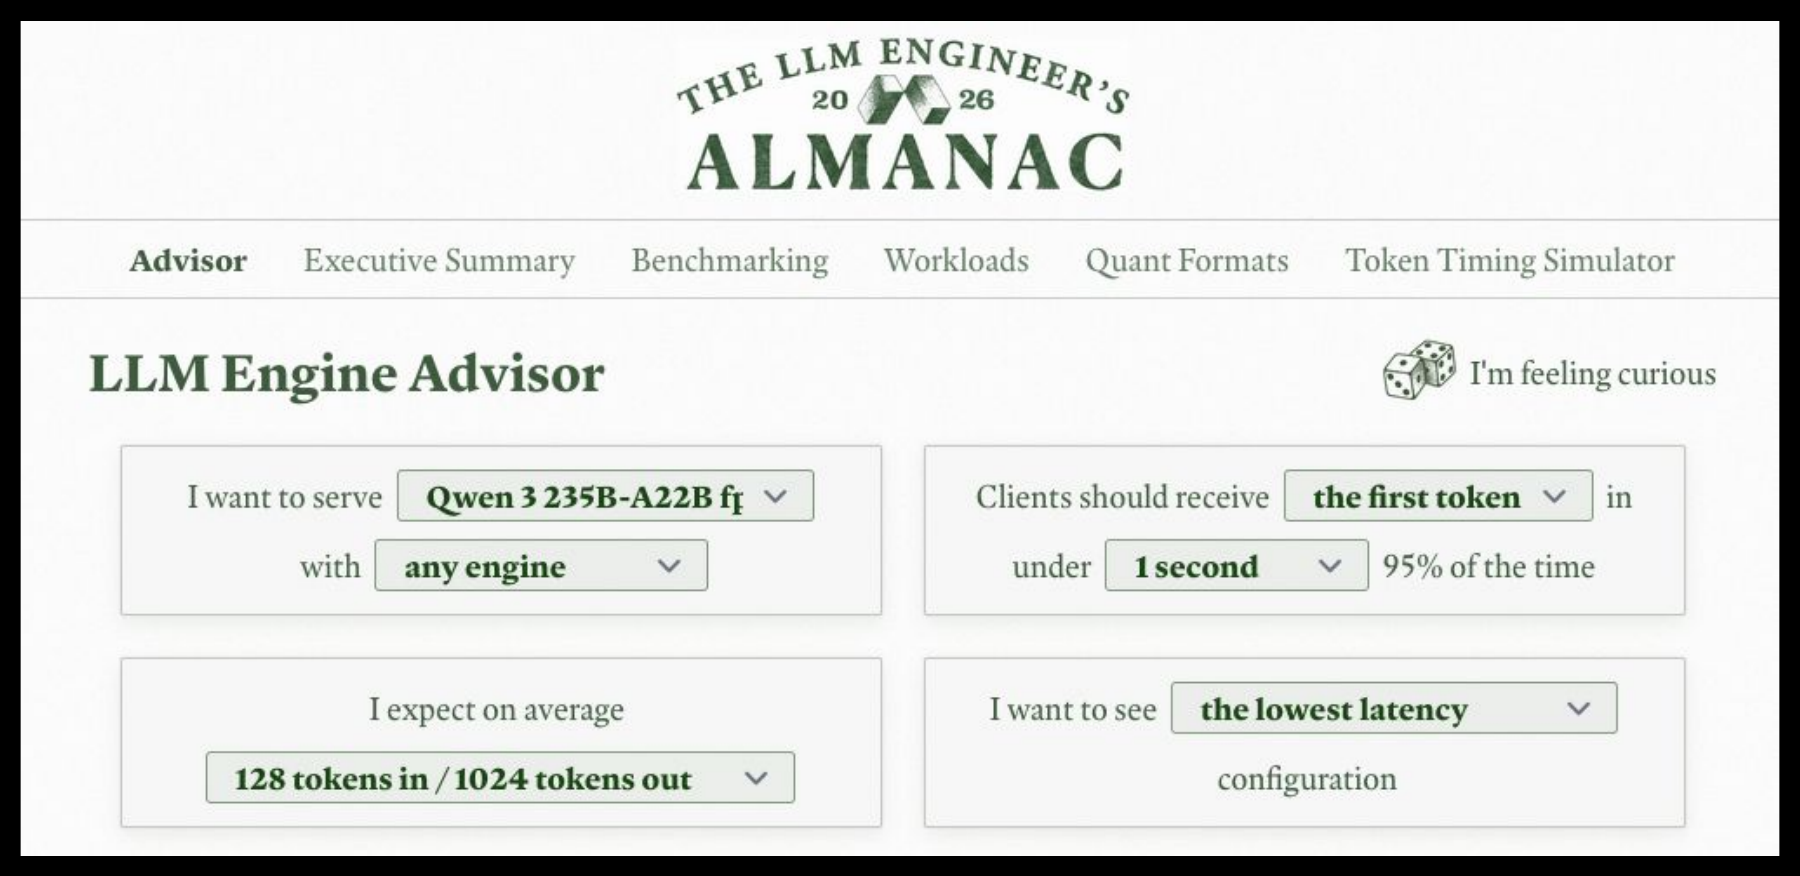 THE LLM ENGINEER'S
20 26
ALMANAC
Advisor Executive Summary Benchmarking Workloads Quant Formats Token Timing Simulator
LLM Engine Advisor
I'm feeling curious
I want to serve Qwen 3 235B-A22B
with any engine
Clients should receive the first token in
under 1 second 95% of the time
I expect on average
128 tokens in / 1024 tokens out
I want to see the lowest latency
configuration